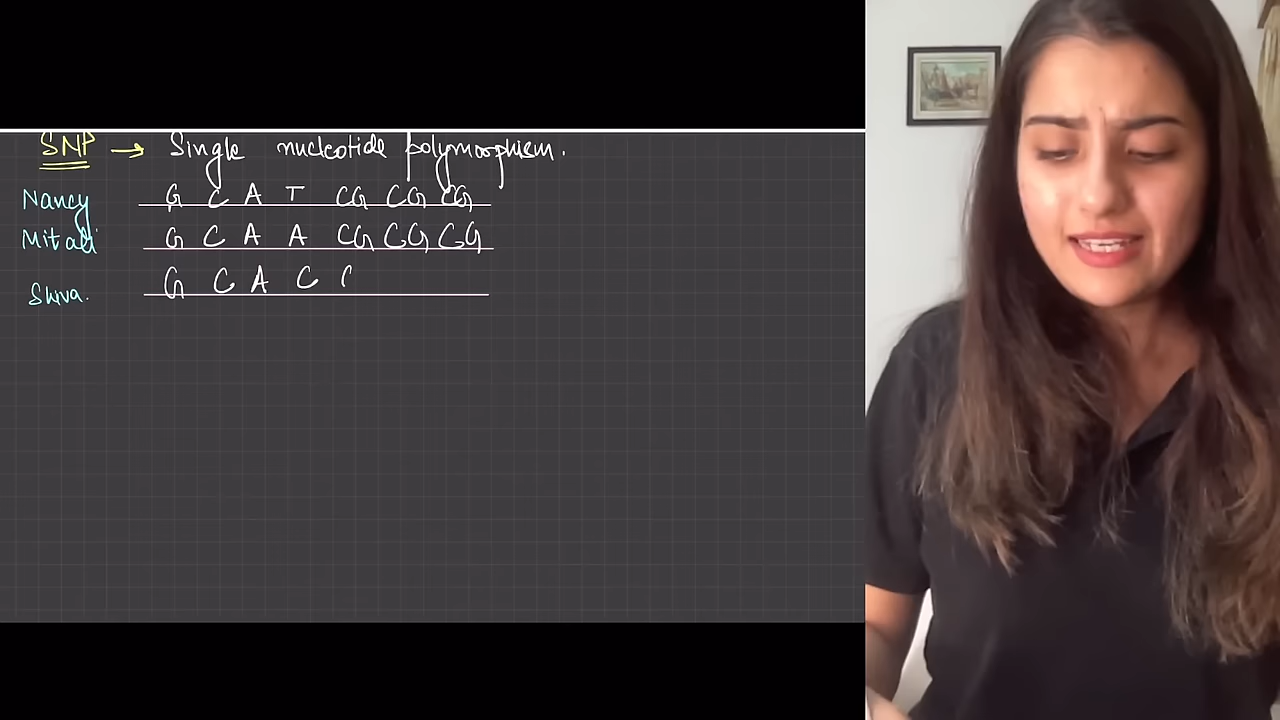 SNP → Single nucleotide polymorphism.
Nancy G C A T CG CG CG
Mitali G C A A CG CG CG
Shiva. G C A C C